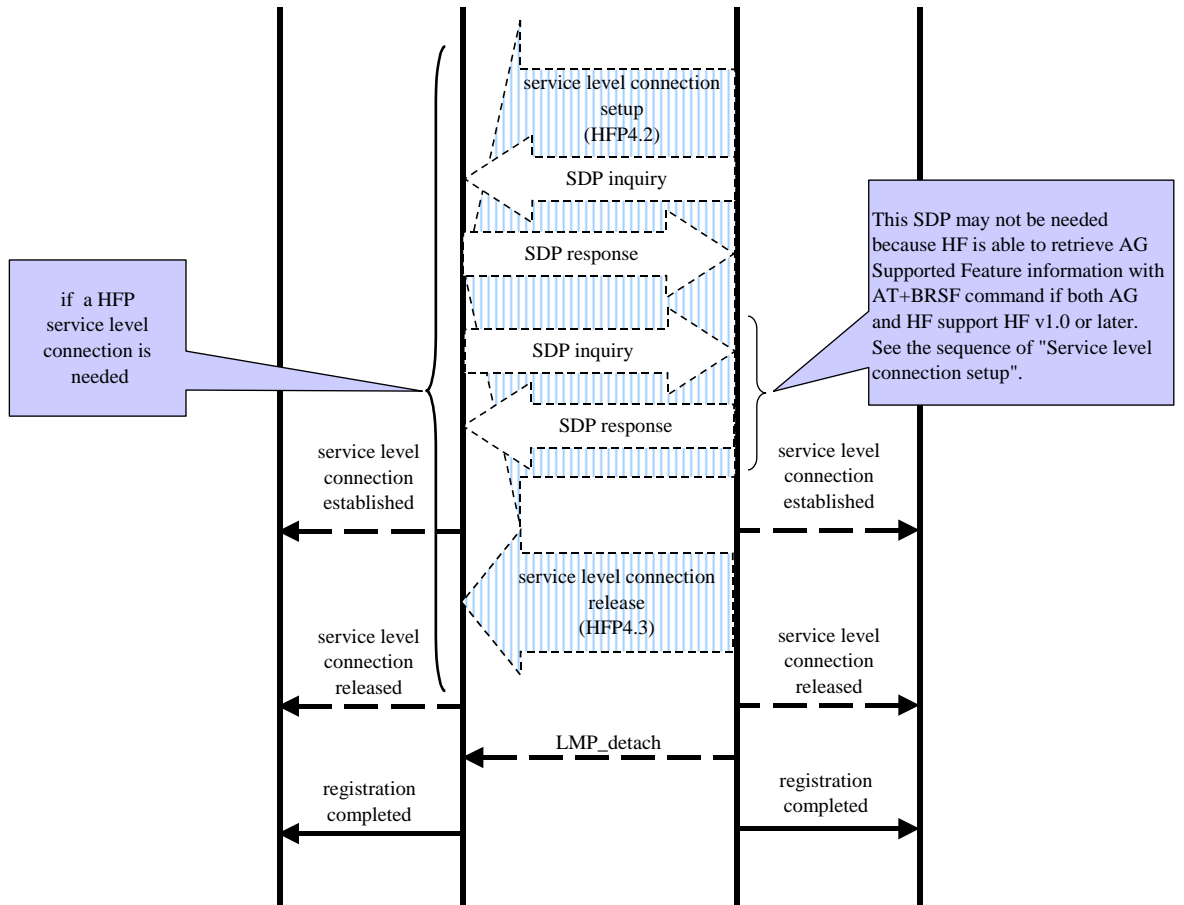 service level connection
setup
(HFP4.2)
SDP inquiry
SDP response
SDP inquiry
SDP response
This SDP may not be needed
because HF is able to retrieve AG
Supported Feature information with
AT+BRSF command if both AG
and HF support HF v1.0 or later.
See the sequence of "Service level
connection setup".
if a HFP
service level
connection is
needed
service level
connection
established
service level
connection
established
service level connection
release
(HFP4.3)
service level
connection
released
service level
connection
released
LMP_detach
registration
completed
registration
completed